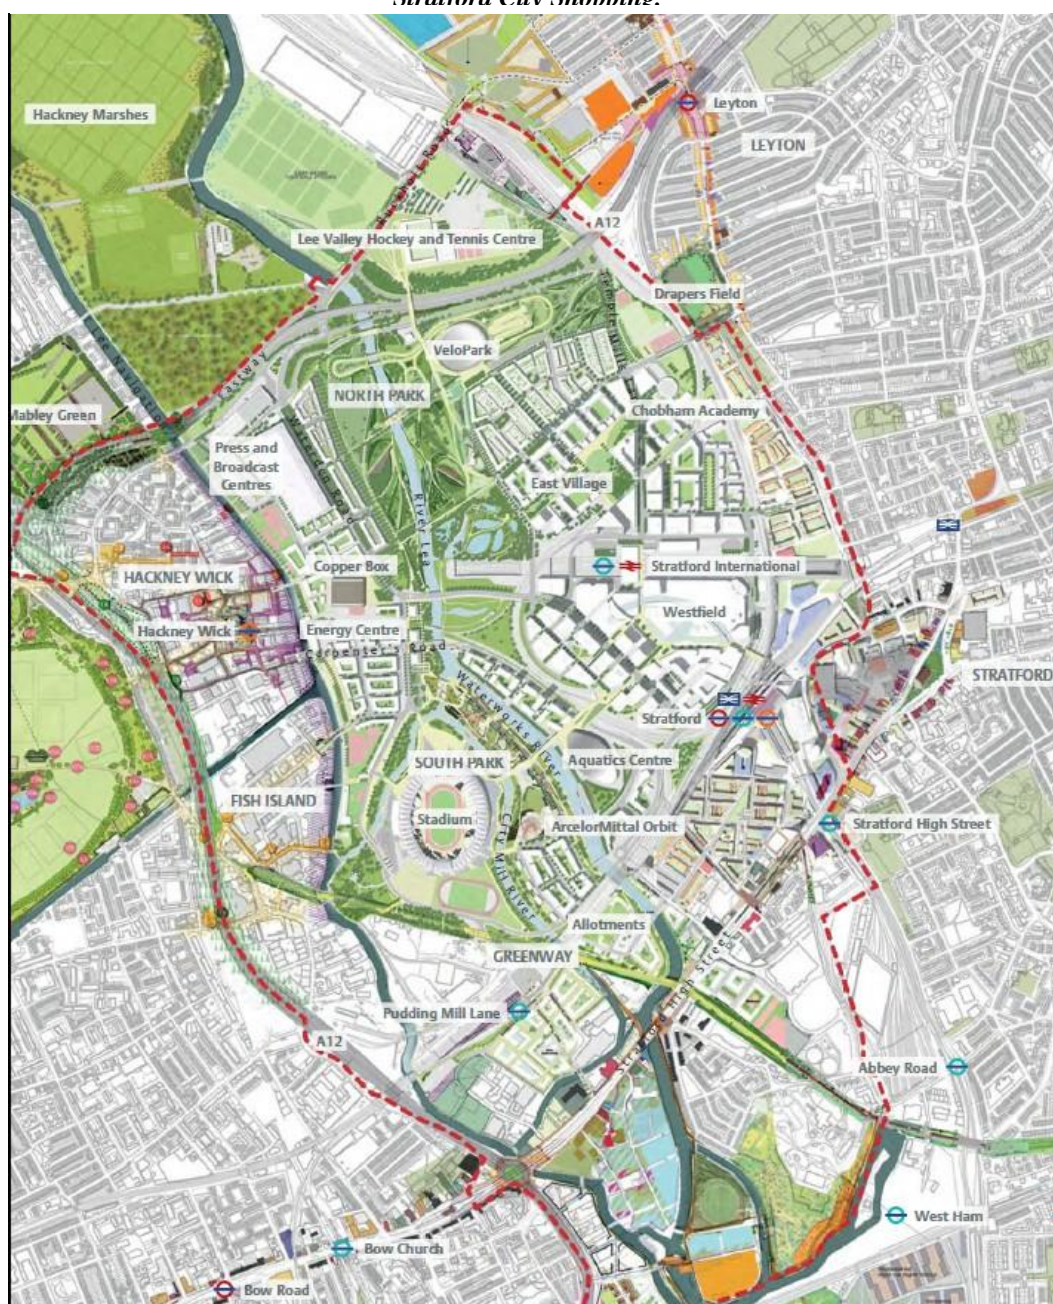 Stratford City Shopping.
Leyton
Hackney Marshes
LEYTON
A12
Lee Valley Hockey and Tennis Centre
Drapers Field
Eastway
VeloPark
NORTH PARK
Mabley Green
Chobham Academy
Press and
Broadcast
Centres
Waterden Road
East Village
River Lea
Copper Box
Stratford International
HACKNEY WICK
Westfield
Hackney Wick
Energy Centre
Carpenter's Road
STRATFORD
Waterworks River
Stratford
SOUTH PARK
Aquatics Centre
FISH ISLAND
Stadium
City Mill River
ArcelorMittal Orbit
Stratford High Street
Allotments
GREENWAY
Stratford High Street
Pudding Mill Lane
A12
Abbey Road
West Ham
Bow Church
Bow Road